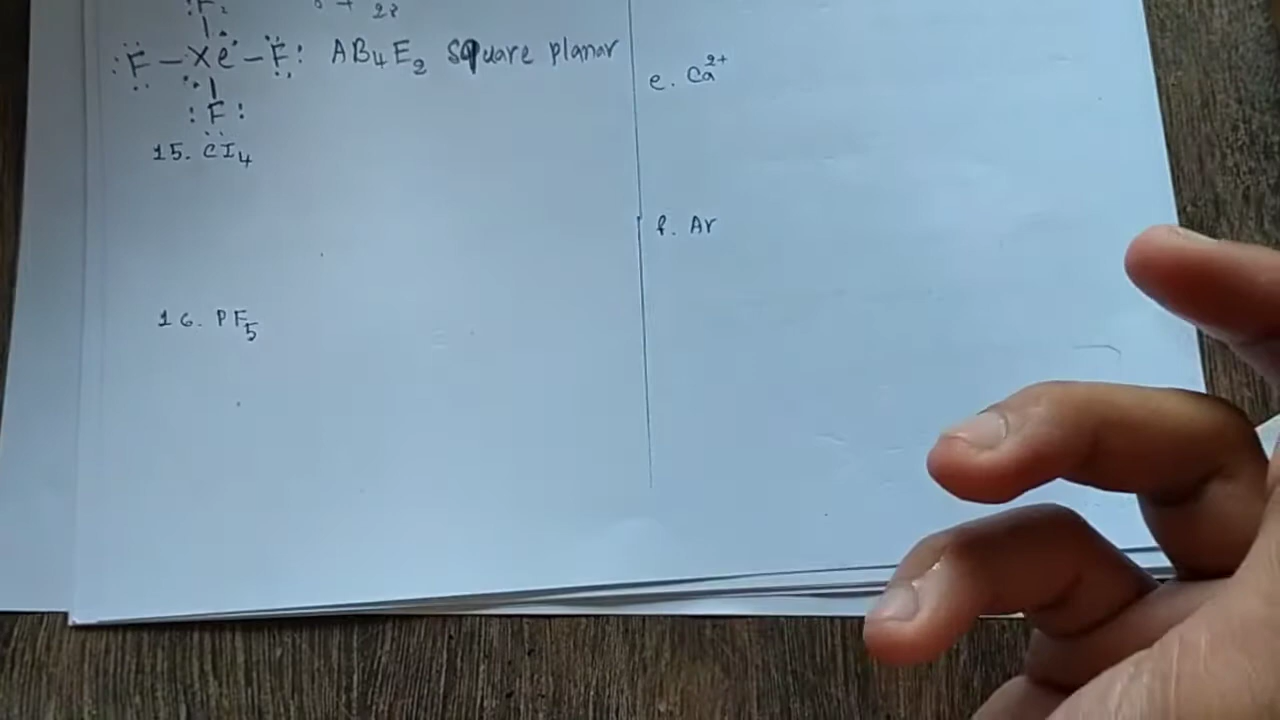 :F:
:F – Xe – F: AB₄E₂ square planar
:F:
15. CI₄
16. PF₅
e. Ca²⁺
f. Ar